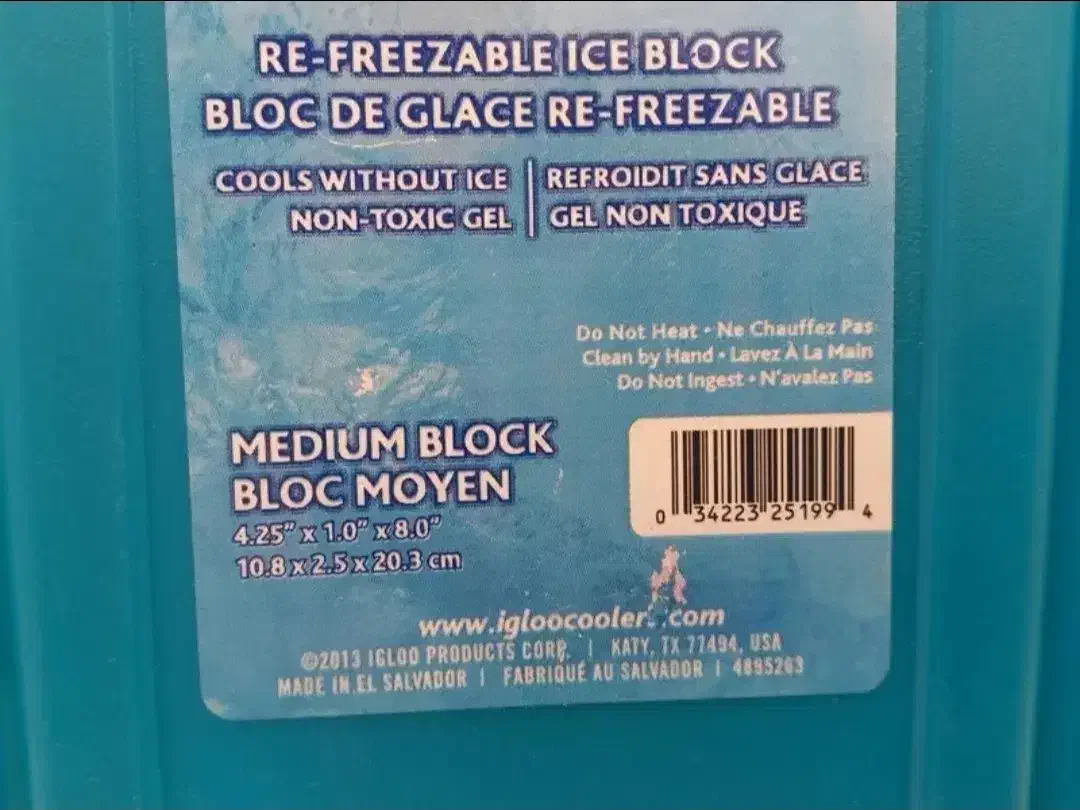 RE-FREEZABLE ICE BLOCK
BLOC DE GLACE RE-FREEZABLE
COOLS WITHOUT ICE | REFROIDIT SANS GLACE
NON-TOXIC GEL | GEL NON TOXIQUE
Do Not Heat • Ne Chauffez Pas
Clean by Hand • Lavez À La Main
Do Not Ingest • N'avalez Pas
MEDIUM BLOCK
BLOC MOYEN
4.25" x 1.0" x 8.0"
10.8 x 2.5 x 20.3 cm
0 34223 25199 4
www.igloocooler .com
©2013 IGLOO PRODUCTS CORP. | KATY, TX 77494, USA
MADE IN EL SALVADOR | FABRIQUÉ AU SALVADOR | 4895263